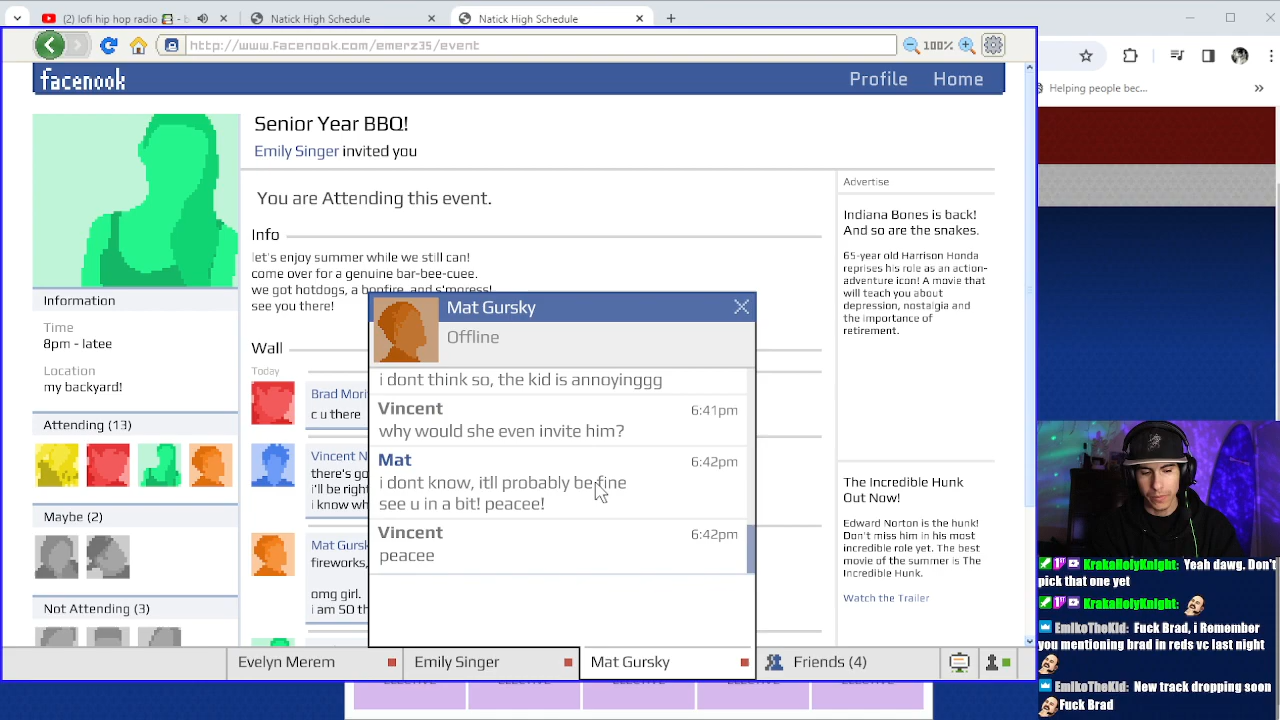 (2) lofi hip hop radio
Natick High Schedule
Natick High Schedule
http://www.facenook.com/emerz35/event
100%
Helping people bec...
facenook
Profile
Home
Senior Year BBQ!
Emily Singer invited you
You are Attending this event.
Info
let's enjoy summer while we still can!
come over for a genuine bar-bee-cuee.
we got hotdogs, a bonfire, and s'mores!
see you there!
Information
Time
8pm - latee
Location
my backyard!
Attending (13)
Maybe (2)
Not Attending (3)
Wall
Today
Brad Mori
c u there
Vincent N
there's go
i'll be righ
i know wh
Mat Gursk
fireworks,
omg girl.
i am SO th
Mat Gursky
Offline
i dont think so, the kid is annoyinggg
Vincent 6:41pm
why would she even invite him?
Mat 6:42pm
i dont know, itll probably be fine
see u in a bit! peacee!
Vincent 6:42pm
peacee
Advertise
Indiana Bones is back!
And so are the snakes.
65-year old Harrison Honda
reprises his role as an action-
adventure icon! A movie that
will teach you about
depression, nostalgia and
the importance of
retirement.
The Incredible Hunk
Out Now!
Edward Norton is the hunk!
Don't miss him in his most
incredible role yet. The best
movie of the summer is The
Incredible Hunk.
Watch the Trailer
Evelyn Merem
Emily Singer
Mat Gursky
Friends (4)
KrakaHolyKnight: Yeah dawg. Don't
pick that one yet
KrakaHolyKnight:
EmikoTheKid: Fuck Brad, i Remember
you mentioning brad in reds vc last night
EmikoTheKid: New track dropping soon
Fuck Brad